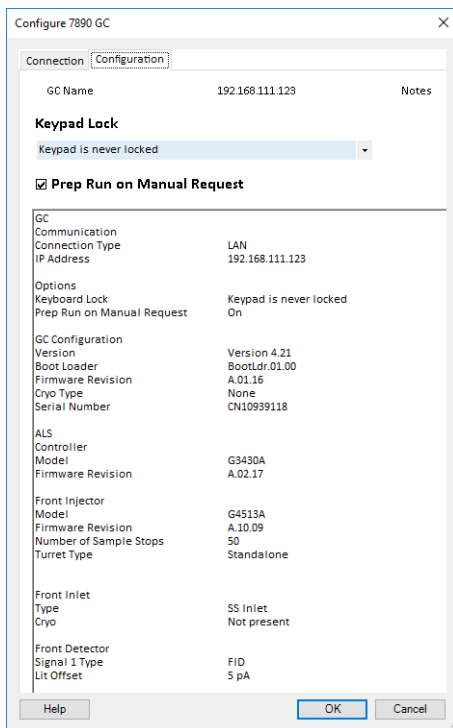 Configure 7890 GC
Connection Configuration
GC Name 192.168.111.123 Notes
Keypad Lock
Keypad is never locked
Prep Run on Manual Request
GC
Communication
Connection Type LAN
IP Address 192.168.111.123
Options
Keyboard Lock Keypad is never locked
Prep Run on Manual Request On
GC Configuration
Version Version 4.21
Boot Loader BootLdr.01.00
Firmware Revision A.01.16
Cryo Type None
Serial Number CN10939118
ALS
Controller
Model G3430A
Firmware Revision A.02.17
Front Injector
Model G4513A
Firmware Revision A.10.09
Number of Sample Stops 50
Turret Type Standalone
Front Inlet
Type SS Inlet
Cryo Not present
Front Detector
Signal 1 Type FID
Lit Offset 5 pA
Help OK Cancel